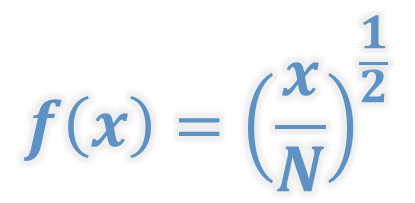 f(x) = (x/N)^(1/2)